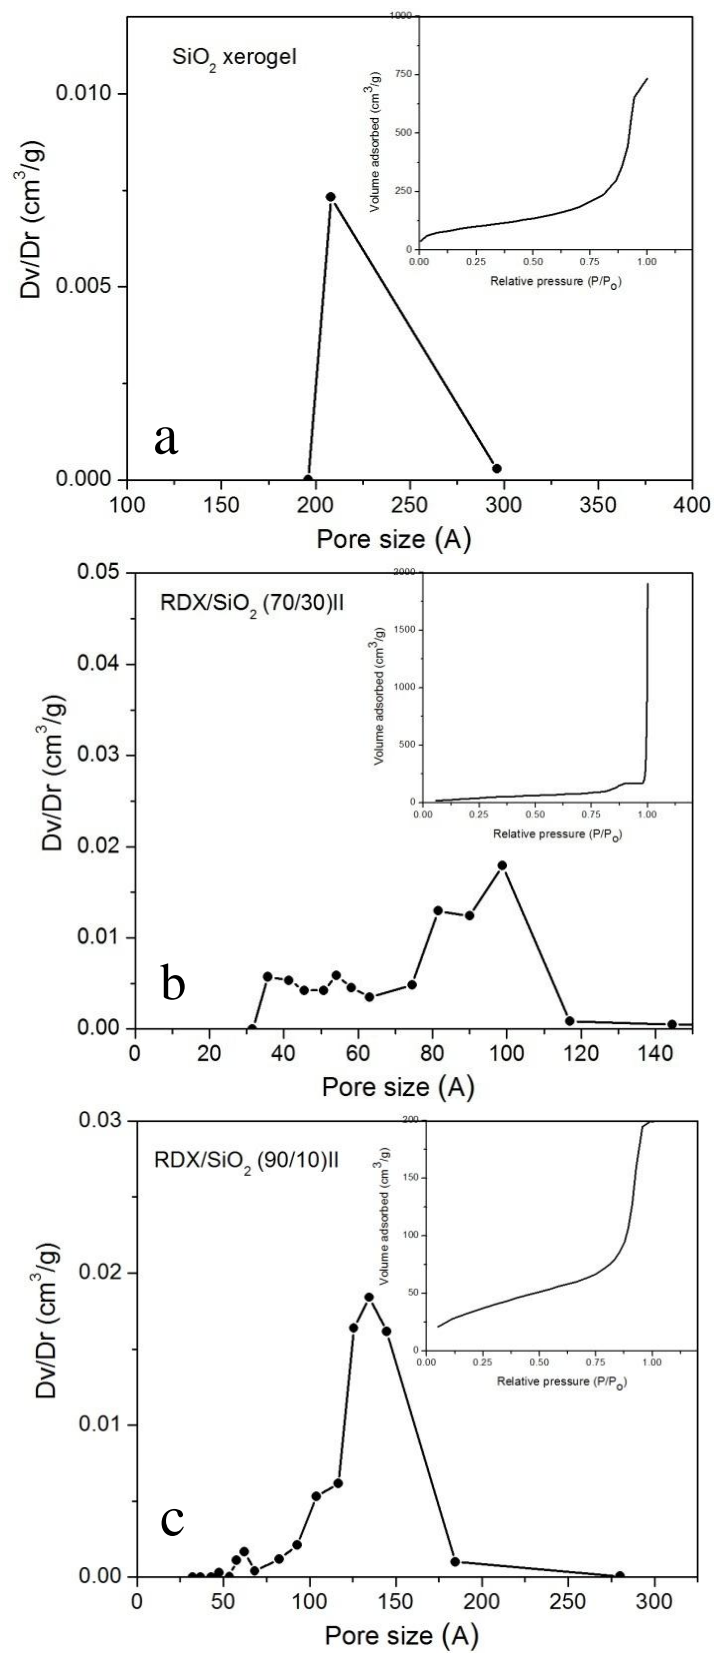 SiO2 xerogel
Dv/Dr (cm3/g)
0.010
0.005
0.000
100 150 200 250 300 350 400
Pore size (A)
a
Volume adsorbed (cm3/g)
1000
750
500
250
0
0.00 0.25 0.50 0.75 1.00
Relative pressure (P/Po)
RDX/SiO2 (70/30)II
Dv/Dr (cm3/g)
0.05
0.04
0.03
0.02
0.01
0.00
0 20 40 60 80 100 120 140
Pore size (A)
b
Volume adsorbed (cm3/g)
2000
1500
1000
500
0
0.00 0.25 0.50 0.75 1.00
Relative pressure (P/Po)
RDX/SiO2 (90/10)II
Dv/Dr (cm3/g)
0.03
0.02
0.01
0.00
0 50 100 150 200 250 300
Pore size (A)
c
Volume adsorbed (cm3/g)
200
150
100
50
0
0.00 0.25 0.50 0.75 1.00
Relative pressure (P/Po)